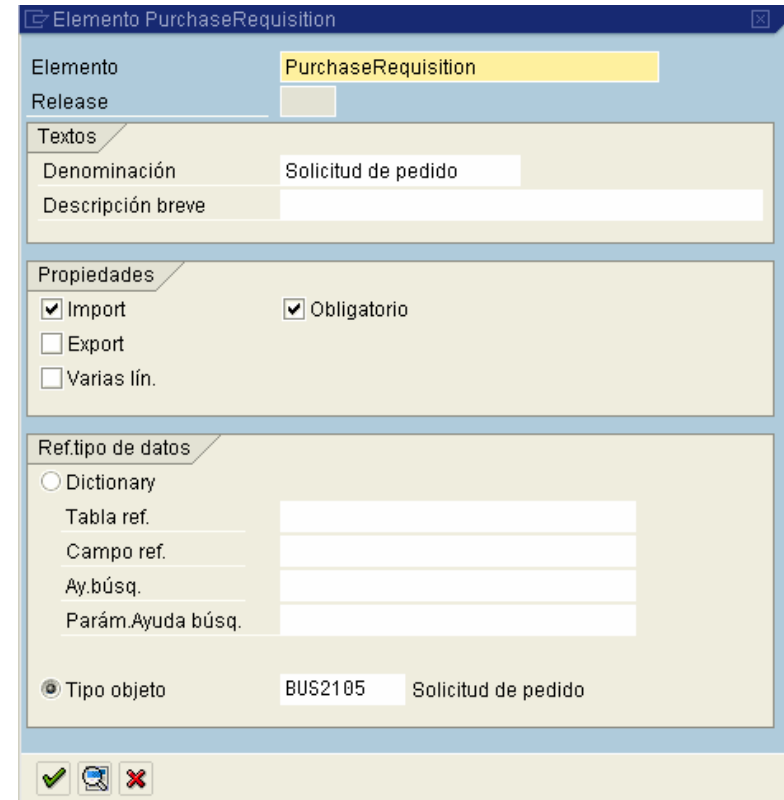 Elemento PurchaseRequisition
Elemento PurchaseRequisition
Release
Textos
Denominación Solicitud de pedido
Descripción breve
Propiedades
Import Obligatorio
Export
Varias lín.
Ref.tipo de datos
Dictionary
Tabla ref.
Campo ref.
Ay.búsq.
Parám.Ayuda búsq.
Tipo objeto BUS2105 Solicitud de pedido